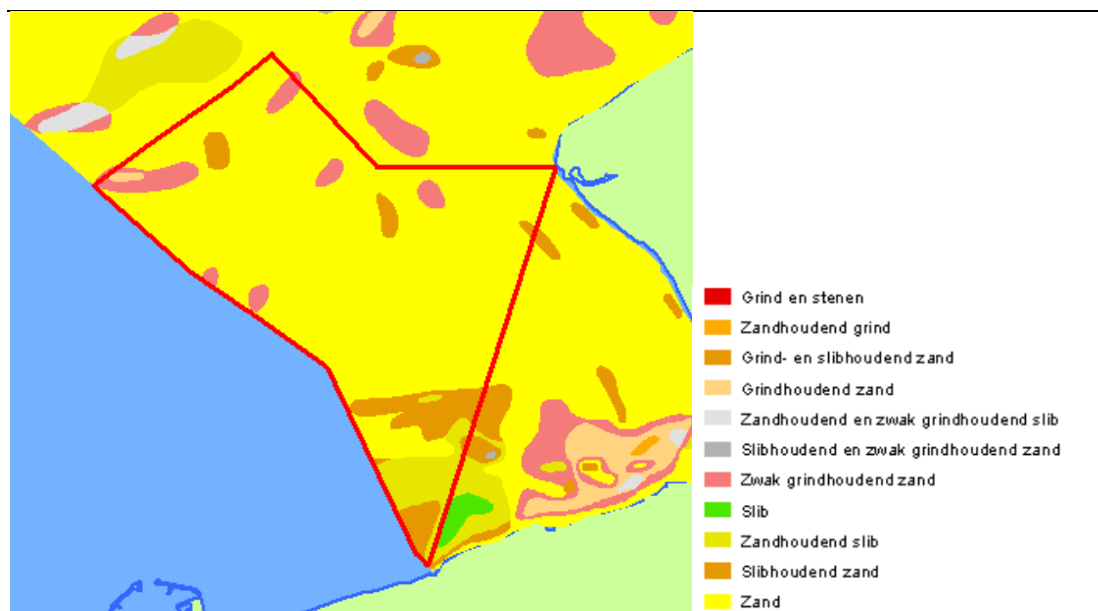 Grind en stenen
Zandhoudend grind
Grind- en slibhoudend zand
Grindhoudend zand
Zandhoudend en zwak grindhoudend slib
Slibhoudend en zwak grindhoudend zand
Zwak grindhoudend zand
Slib
Zandhoudend slib
Slibhoudend zand
Zand